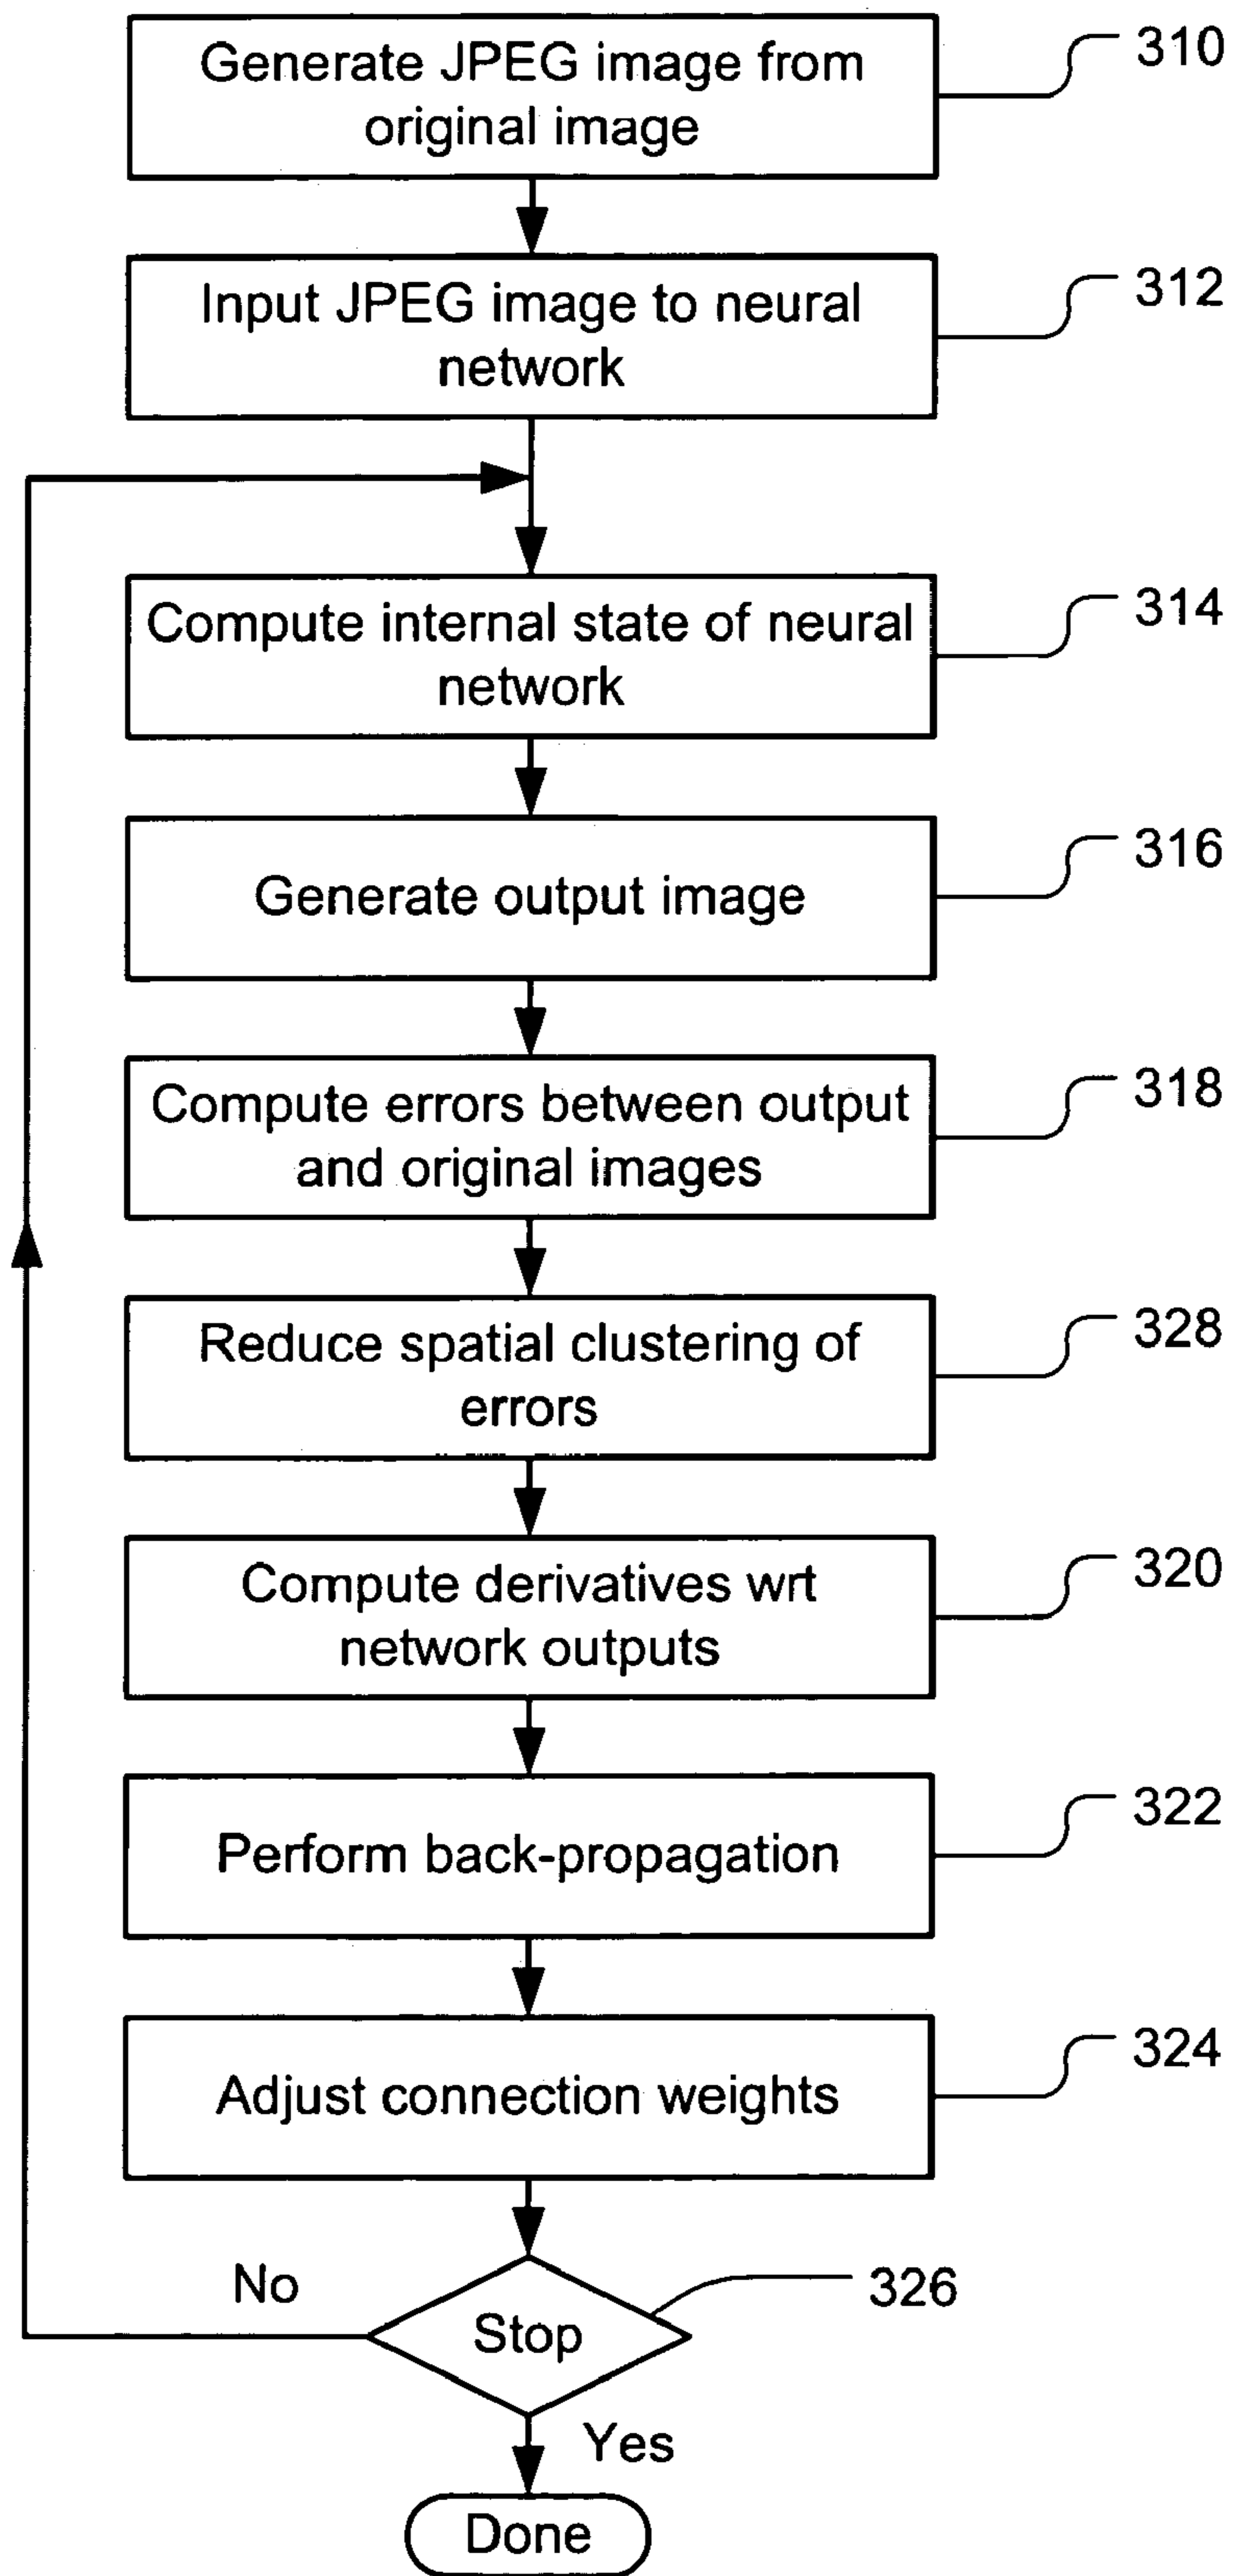 Generate JPEG image from
original image
310
Input JPEG image to neural
network
312
Compute internal state of neural
network
314
Generate output image
316
Compute errors between output
and original images
318
Reduce spatial clustering of
errors
328
Compute derivatives wrt
network outputs
320
Perform back-propagation
322
Adjust connection weights
324
No
Stop
326
Yes
Done